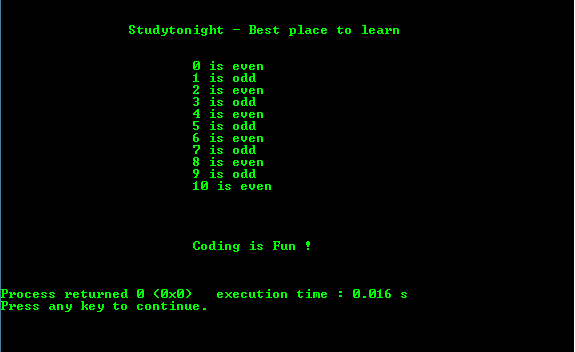 Studytonight - Best place to learn
0 is even
1 is odd
2 is even
3 is odd
4 is even
5 is odd
6 is even
7 is odd
8 is even
9 is odd
10 is even
Coding is Fun !
Process returned 0 (0x0)   execution time : 0.016 s
Press any key to continue.